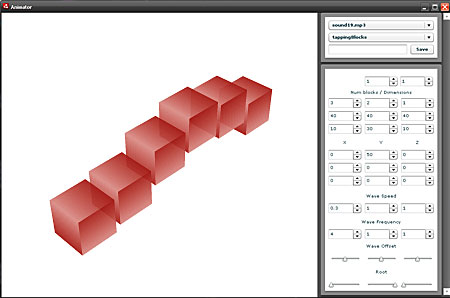 Animator
sound19.mp3
tappingBlocks
Save
1 1
Num blocks / Dimensions
3 2 1
40 40 40
10 30 10
X Y Z
0 50 0
0 0 0
0 0 0
Wave Speed
0.1 1 1
Wave Frequency
4 1 1
Wave Offset
Root